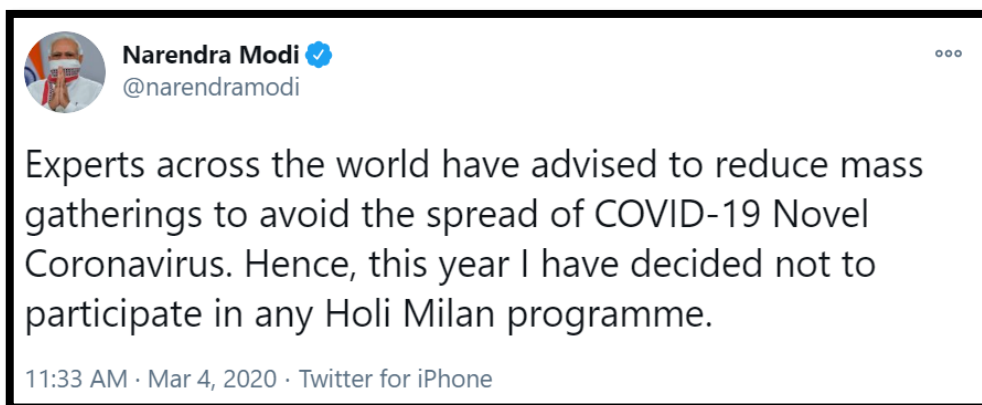 Narendra Modi
@narendramodi
Experts across the world have advised to reduce mass
gatherings to avoid the spread of COVID-19 Novel
Coronavirus. Hence, this year I have decided not to
participate in any Holi Milan programme.
11:33 AM · Mar 4, 2020 · Twitter for iPhone